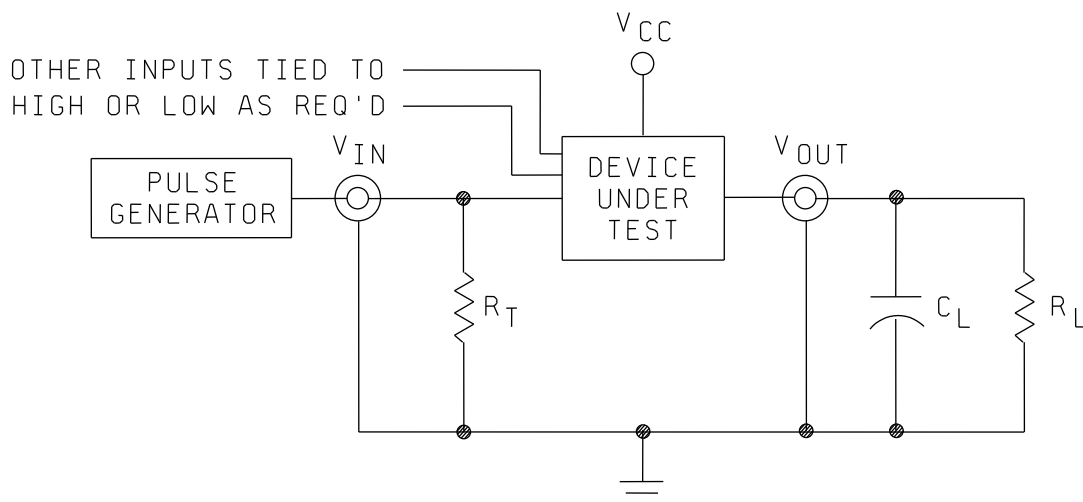 V CC
OTHER INPUTS TIED TO
HIGH OR LOW AS REQ'D
V IN
V OUT
PULSE
GENERATOR
DEVICE
UNDER
TEST
R T
C L
R L